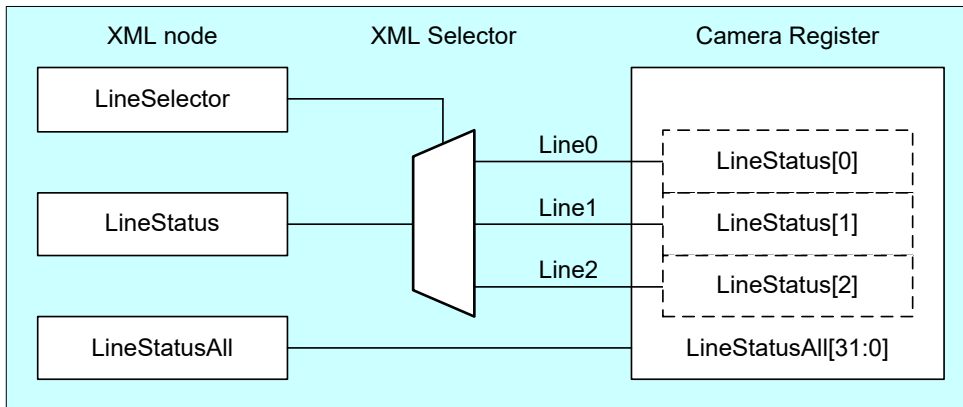 XML node XML Selector Camera Register
LineSelector
Line0 LineStatus[0]
LineStatus Line1 LineStatus[1]
Line2 LineStatus[2]
LineStatusAll LineStatusAll[31:0]